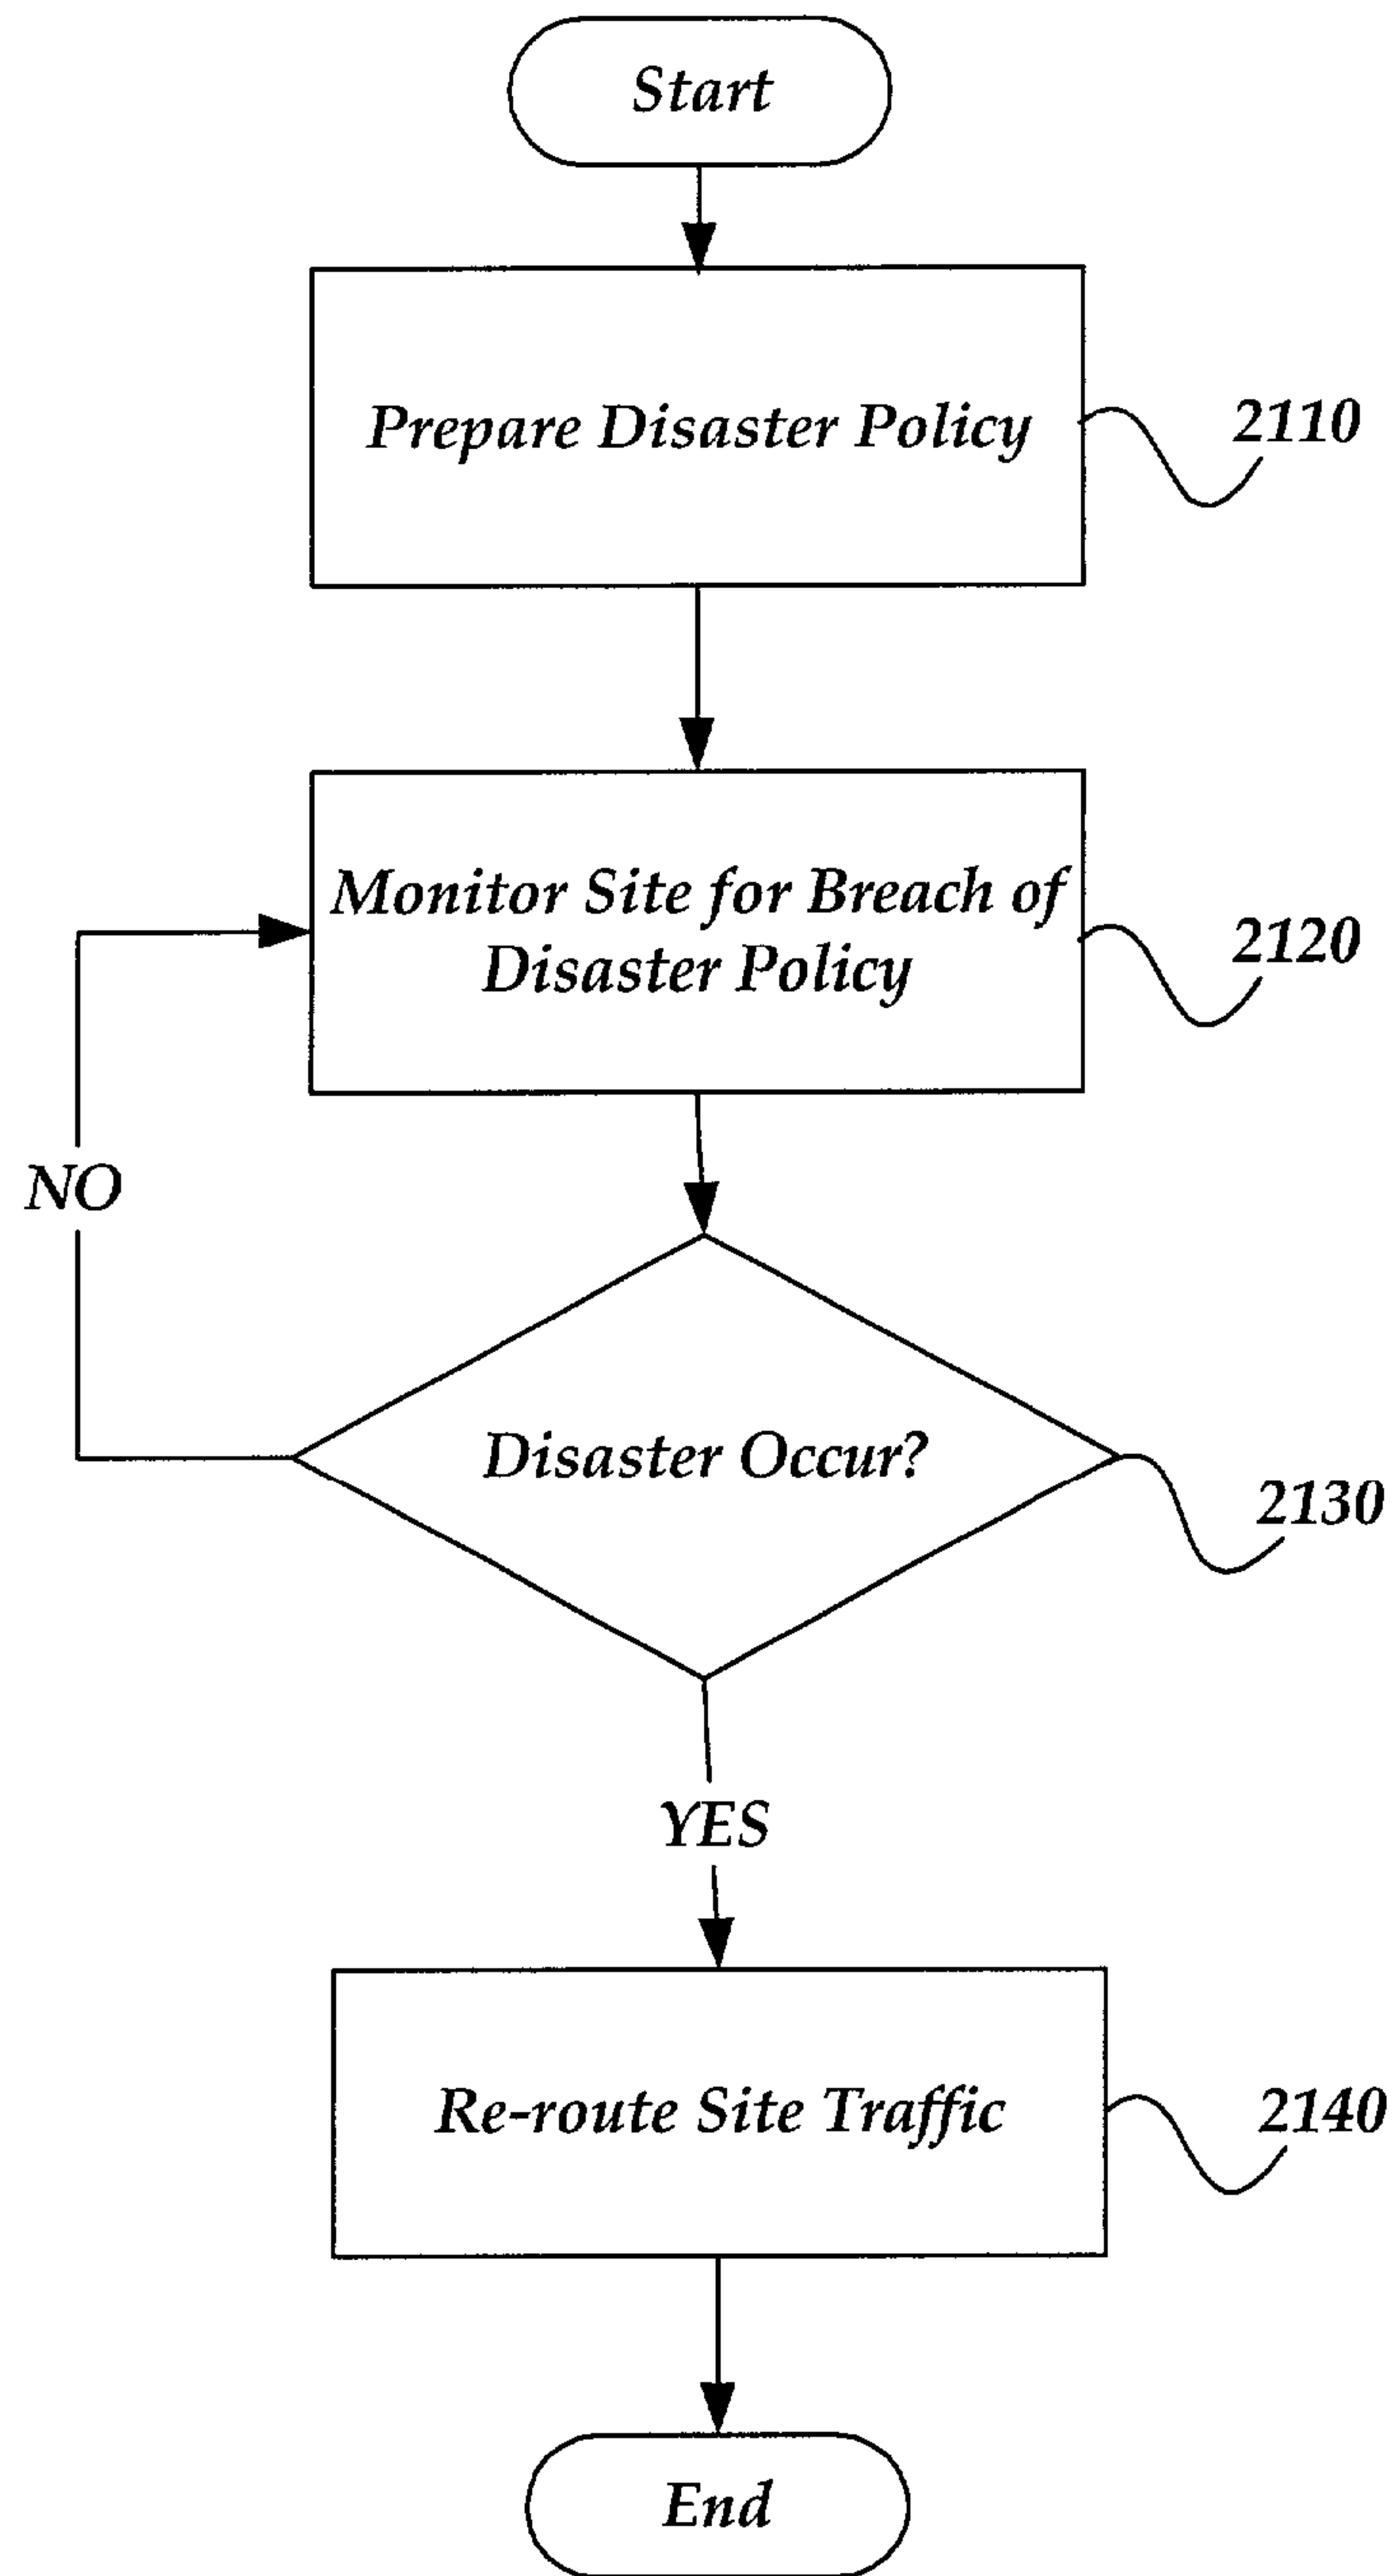 Start
Prepare Disaster Policy
2110
Monitor Site for Breach of
Disaster Policy
2120
NO
Disaster Occur?
2130
YES
Re-route Site Traffic
2140
End